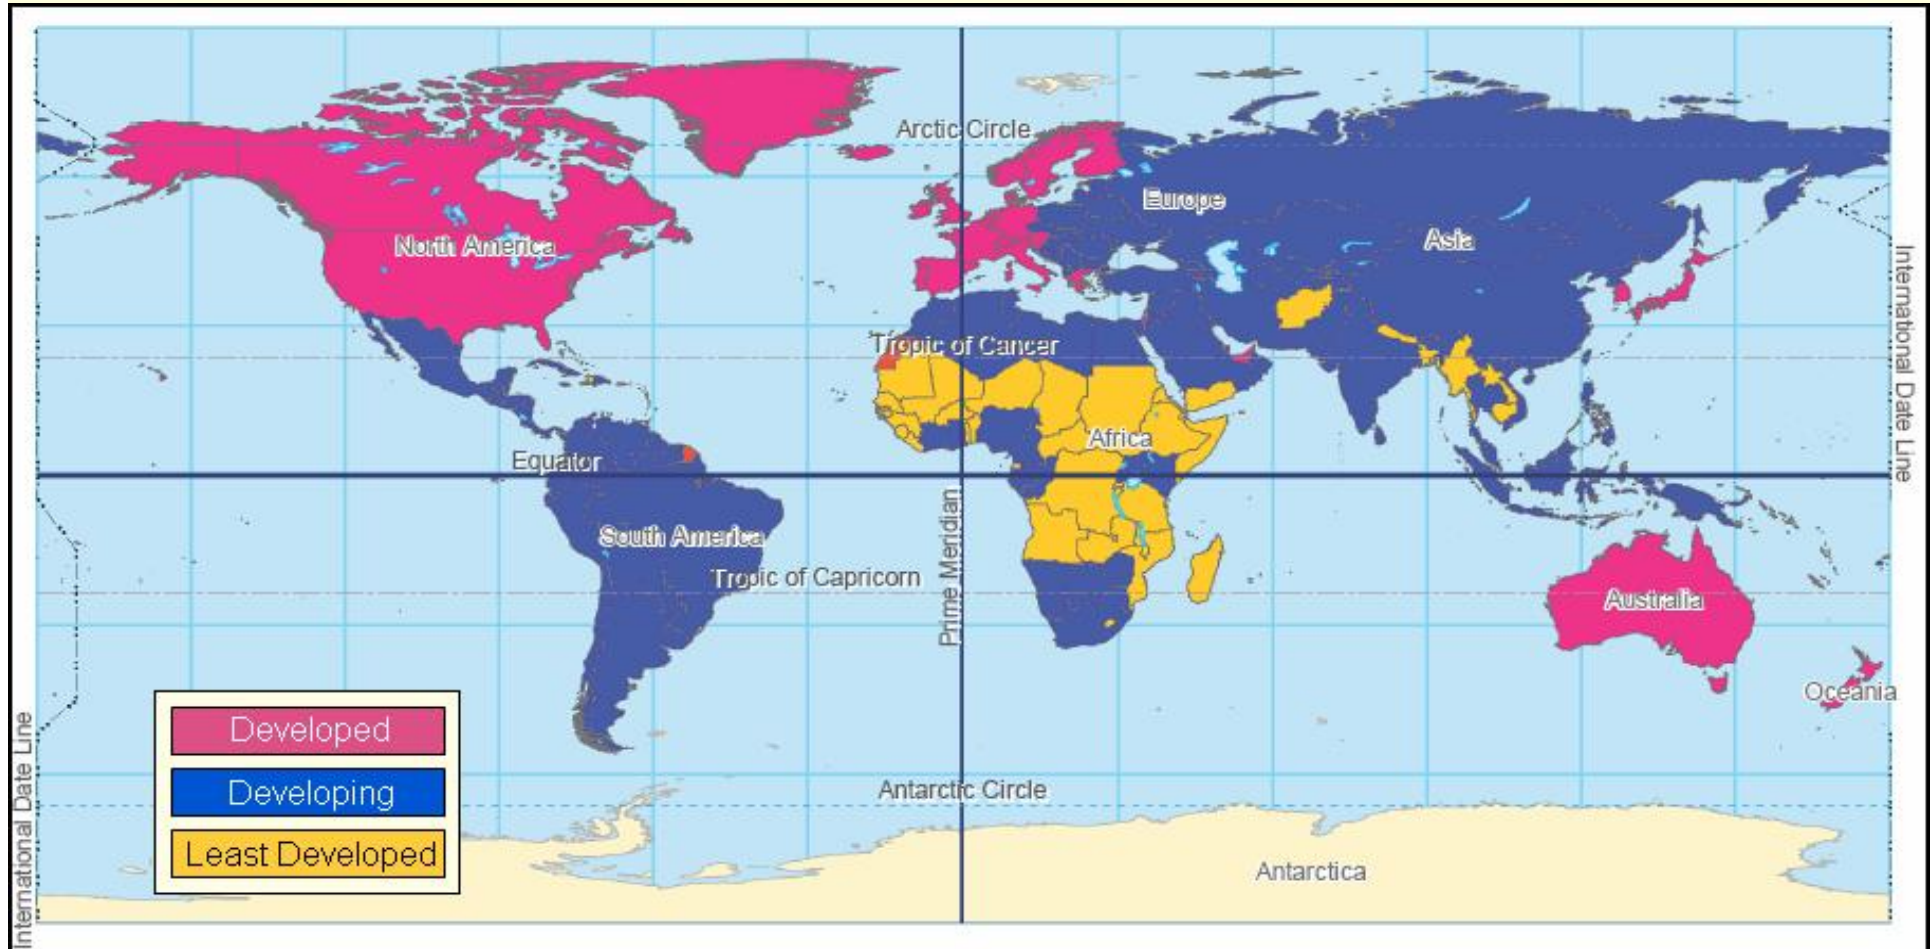 Arctic Circle
Europe
North America
Asia
International Date Line
Tropic of Cancer
Africa
Equator
Prime Meridian
South America
Tropic of Capricorn
Australia
Oceania
International Date Line
Developed
Developing
Least Developed
Antarctic Circle
Antarctica